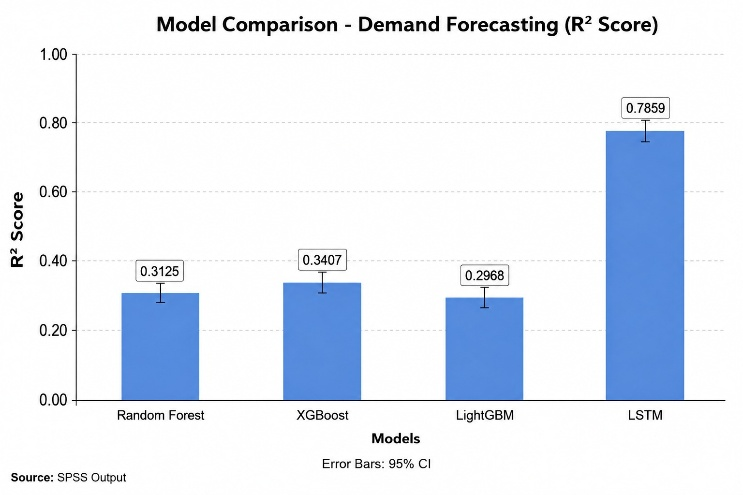 Model Comparison - Demand Forecasting (R² Score)
1.00
0.80
0.60
0.40
0.20
0.00
R² Score
0.3125
0.3407
0.2968
0.7859
Random Forest
XGBoost
LightGBM
LSTM
Models
Error Bars: 95% CI
Source: SPSS Output